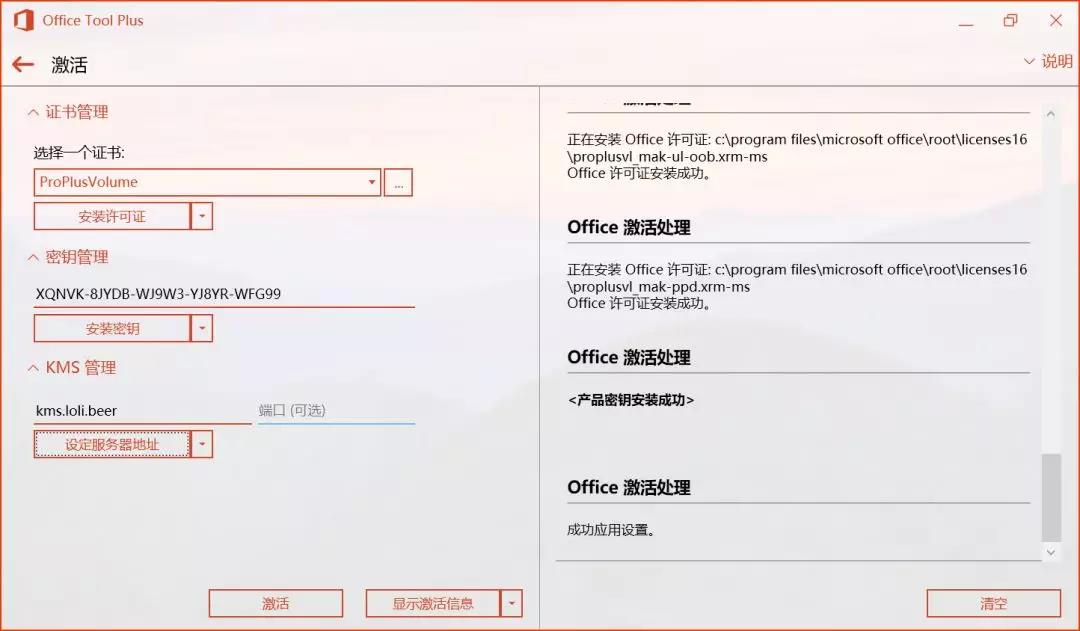 Office Tool Plus
激活
说明
证书管理
选择一个证书:
ProPlusVolume
...
安装许可证
密钥管理
XQNVK-8JYDB-WJ9W3-YJ8YR-WFG99
安装密钥
KMS 管理
kms.loli.beer
端口 (可选)
设定服务器地址
激活
显示激活信息
正在安装 Office 许可证: c:\program files\microsoft office\root\licenses16
\proplusvl_mak-ul-oob.xrm-ms
Office 许可证安装成功。
Office 激活处理
正在安装 Office 许可证: c:\program files\microsoft office\root\licenses16
\proplusvl_mak-ppd.xrm-ms
Office 许可证安装成功。
Office 激活处理
<产品密钥安装成功>
Office 激活处理
成功应用设置。
清空